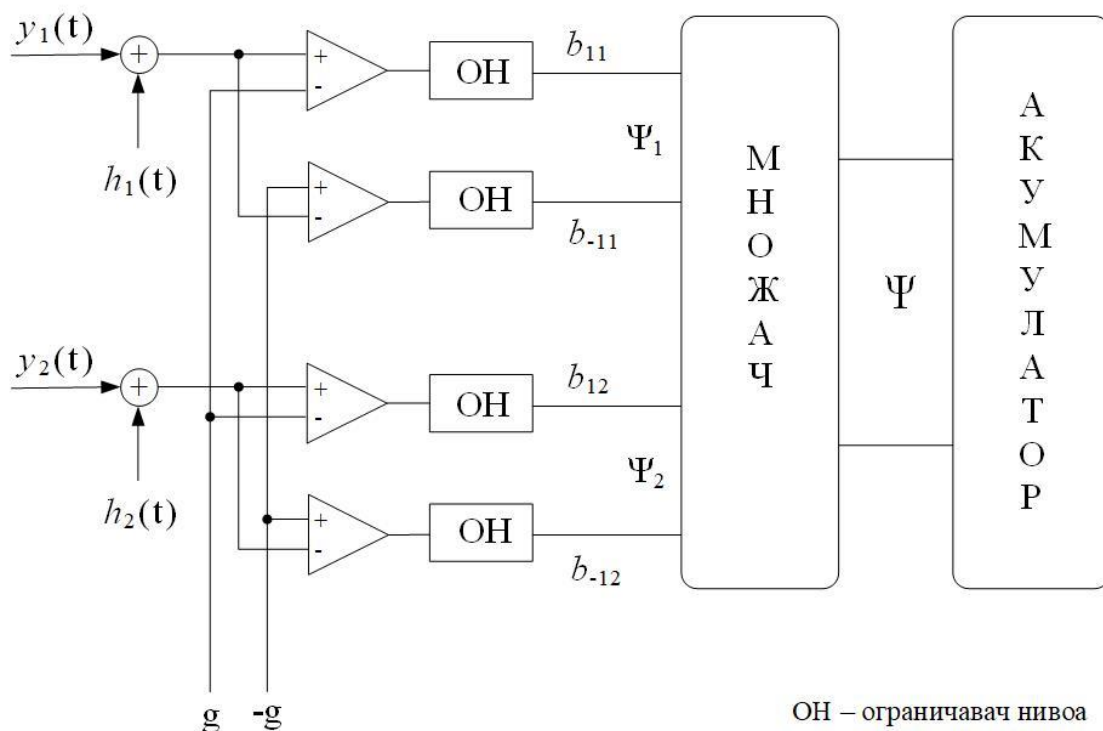 y₁(t)
+
h₁(t)
+
-
ОН
b₁₁
Ψ₁
+
-
ОН
b₋₁₁
y₂(t)
+
h₂(t)
+
-
ОН
b₁₂
Ψ₂
+
-
ОН
b₋₁₂
МНОЖАЧ
Ψ
АКУМУЛАТОР
g
-g
ОН – ограничавач нивоа